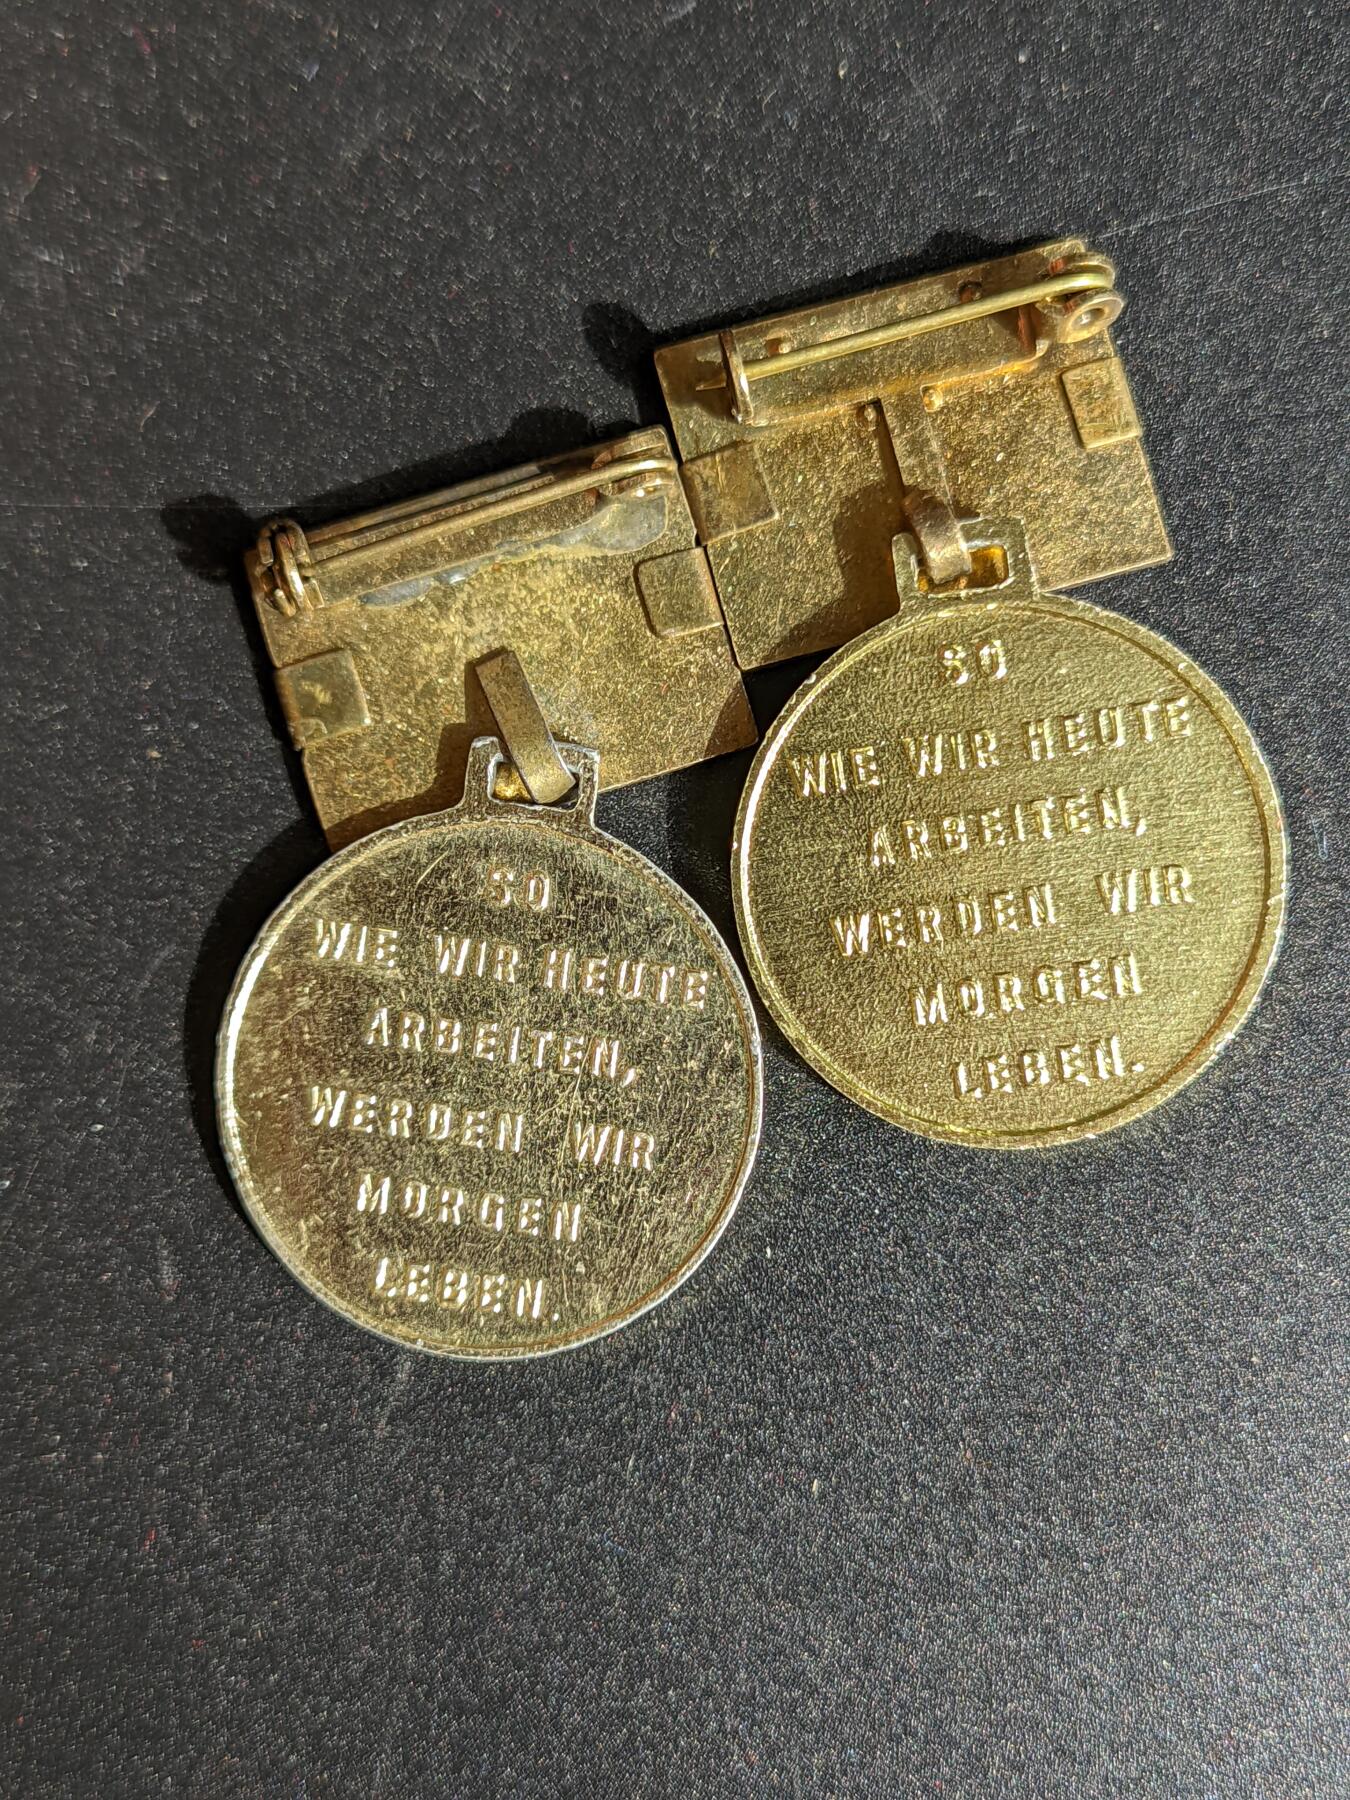 SO
WIE WIR HEUTE
ARBEITEN,
WERDEN WIR
MORGEN
LEBEN.
SO
WIE WIR HEUTE
ARBEITEN,
WERDEN WIR
MORGEN
LEBEN.